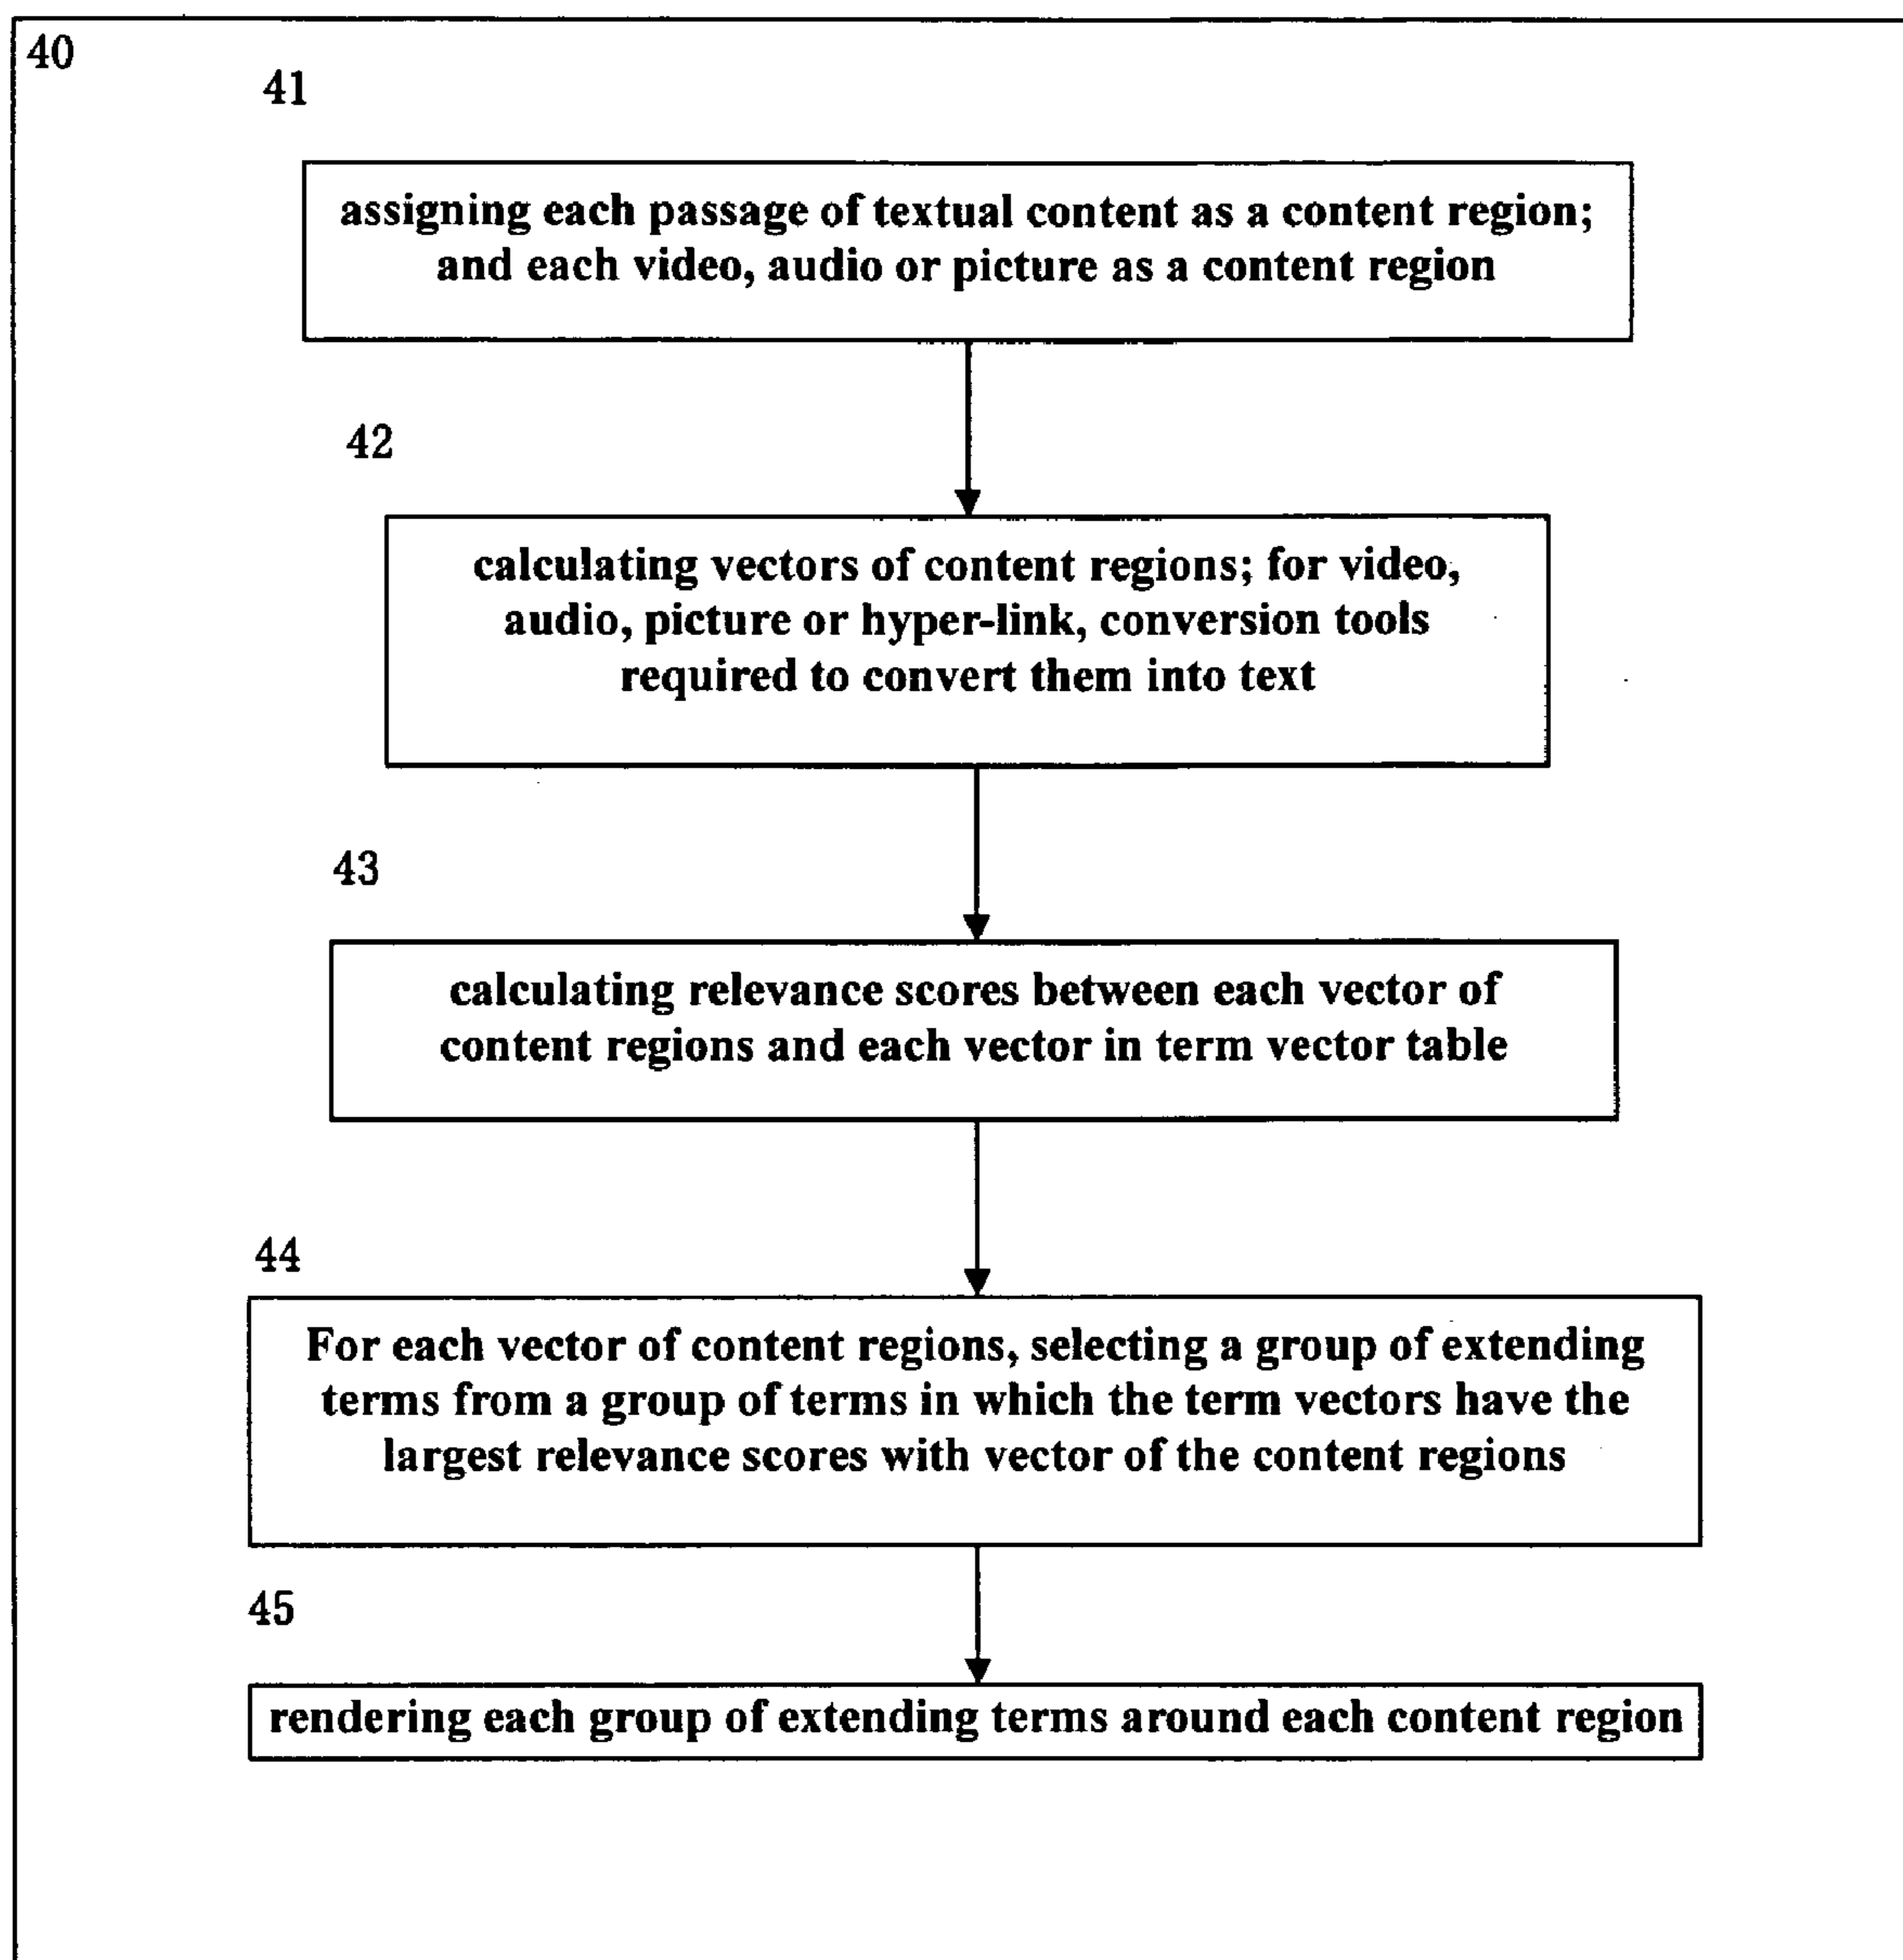 40
41
assigning each passage of textual content as a content region;
and each video, audio or picture as a content region
42
calculating vectors of content regions; for video,
audio, picture or hyper-link, conversion tools
required to convert them into text
43
calculating relevance scores between each vector of
content regions and each vector in term vector table
44
For each vector of content regions, selecting a group of extending
terms from a group of terms in which the term vectors have the
largest relevance scores with vector of the content regions
45
rendering each group of extending terms around each content region